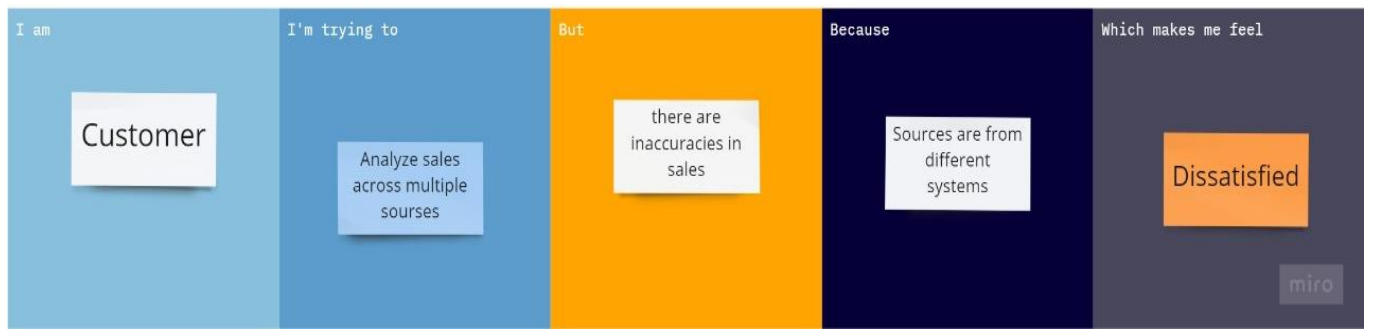 I am
Customer
I'm trying to
Analyze sales
across multiple
sourses
But
there are
inaccuracies in
sales
Because
Sources are from
different
systems
Which makes me feel
Dissatisfied
miro